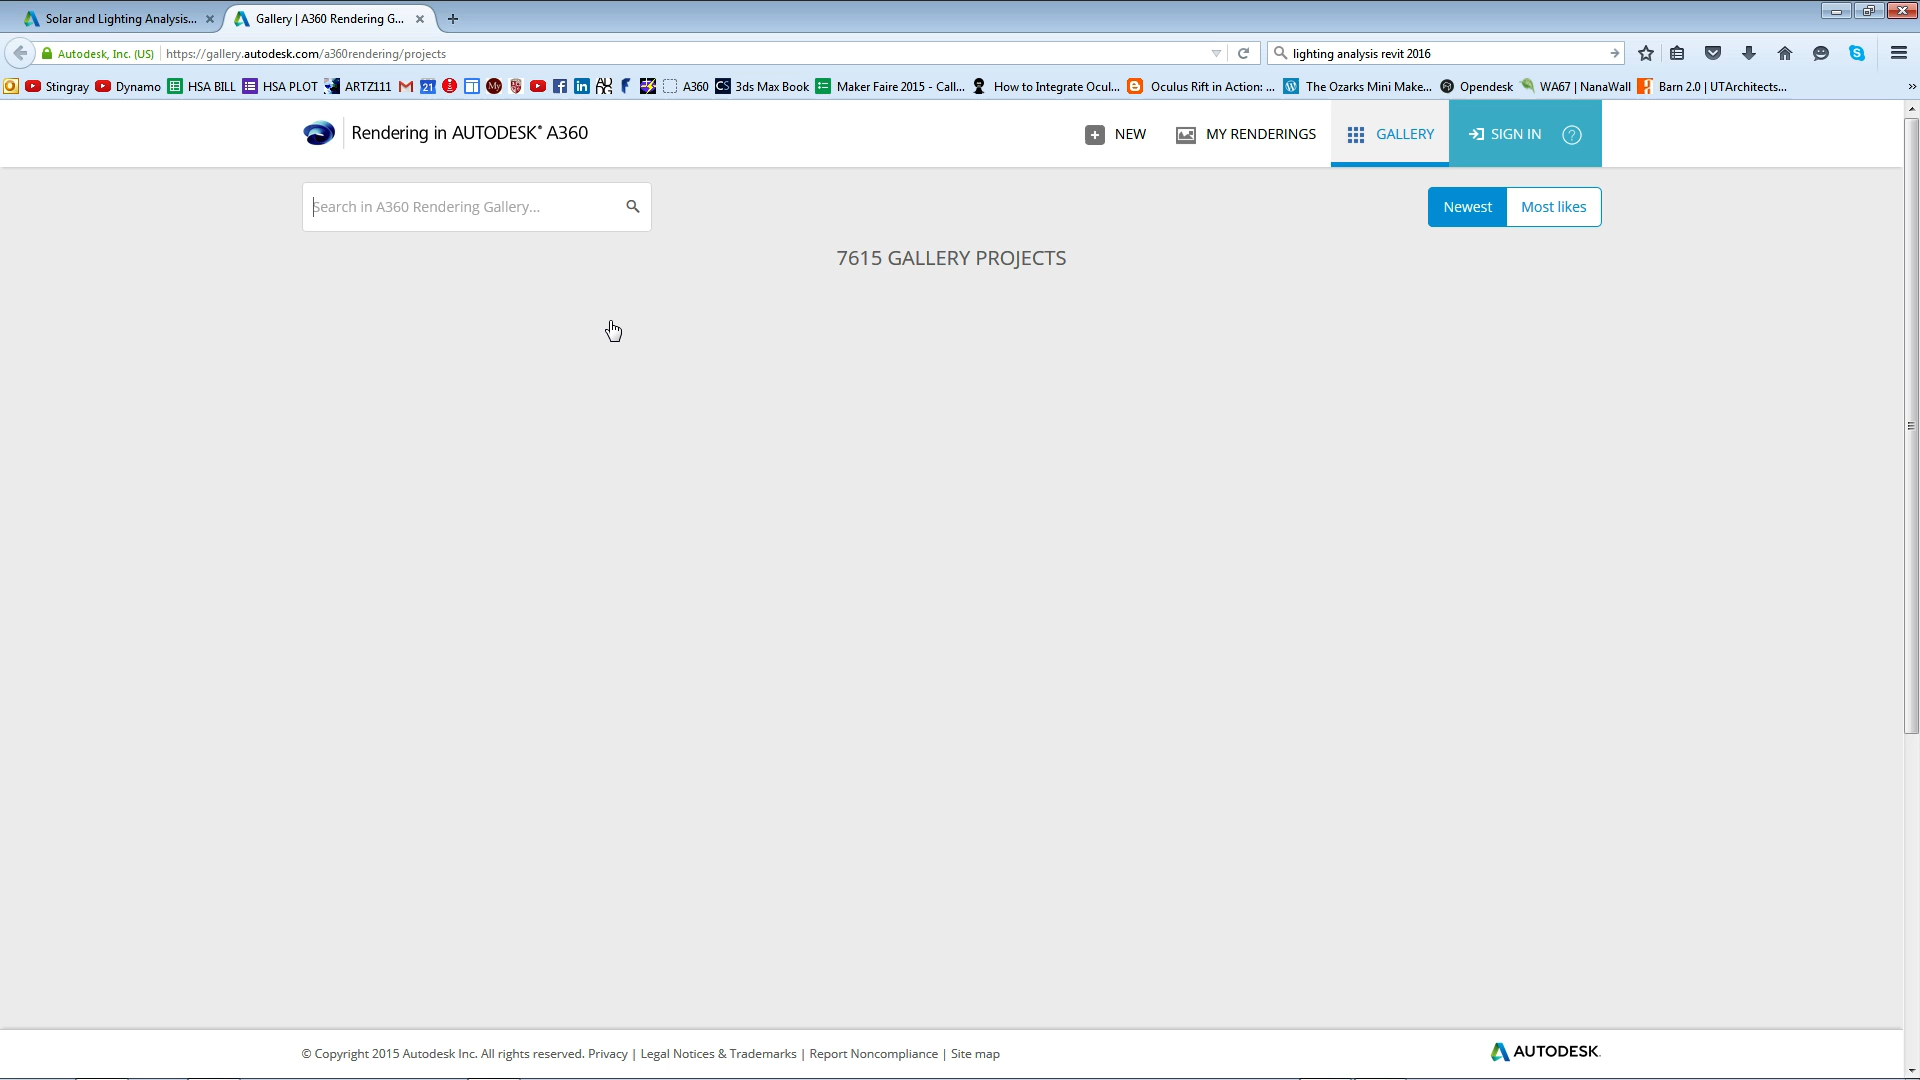 Solar and Lighting Analysis...
Gallery | A360 Rendering G...
Autodesk, Inc. (US)
https://gallery.autodesk.com/a360rendering/projects
lighting analysis revit 2016
Stingray
Dynamo
HSA BILL
HSA PLOT
ARTZ111
21
A360
CS
3ds Max Book
Maker Faire 2015 - Call...
How to Integrate Ocul...
Oculus Rift in Action: ...
The Ozarks Mini Make...
Opendesk
WA67 | NanaWall
Barn 2.0 | UTArchitects...
Rendering in AUTODESK® A360
NEW
MY RENDERINGS
GALLERY
SIGN IN
Search in A360 Rendering Gallery...
Newest
Most likes
7615 GALLERY PROJECTS
© Copyright 2015 Autodesk Inc. All rights reserved. Privacy | Legal Notices & Trademarks | Report Noncompliance | Site map
AUTODESK.